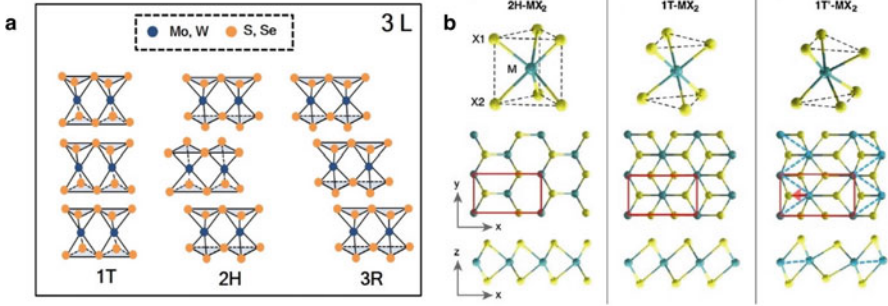 a
Mo, W
S, Se
3 L
1T
2H
3R
b
2H-MX₂
1T-MX₂
1T'-MX₂
X1
M
X2
y
x
z
x